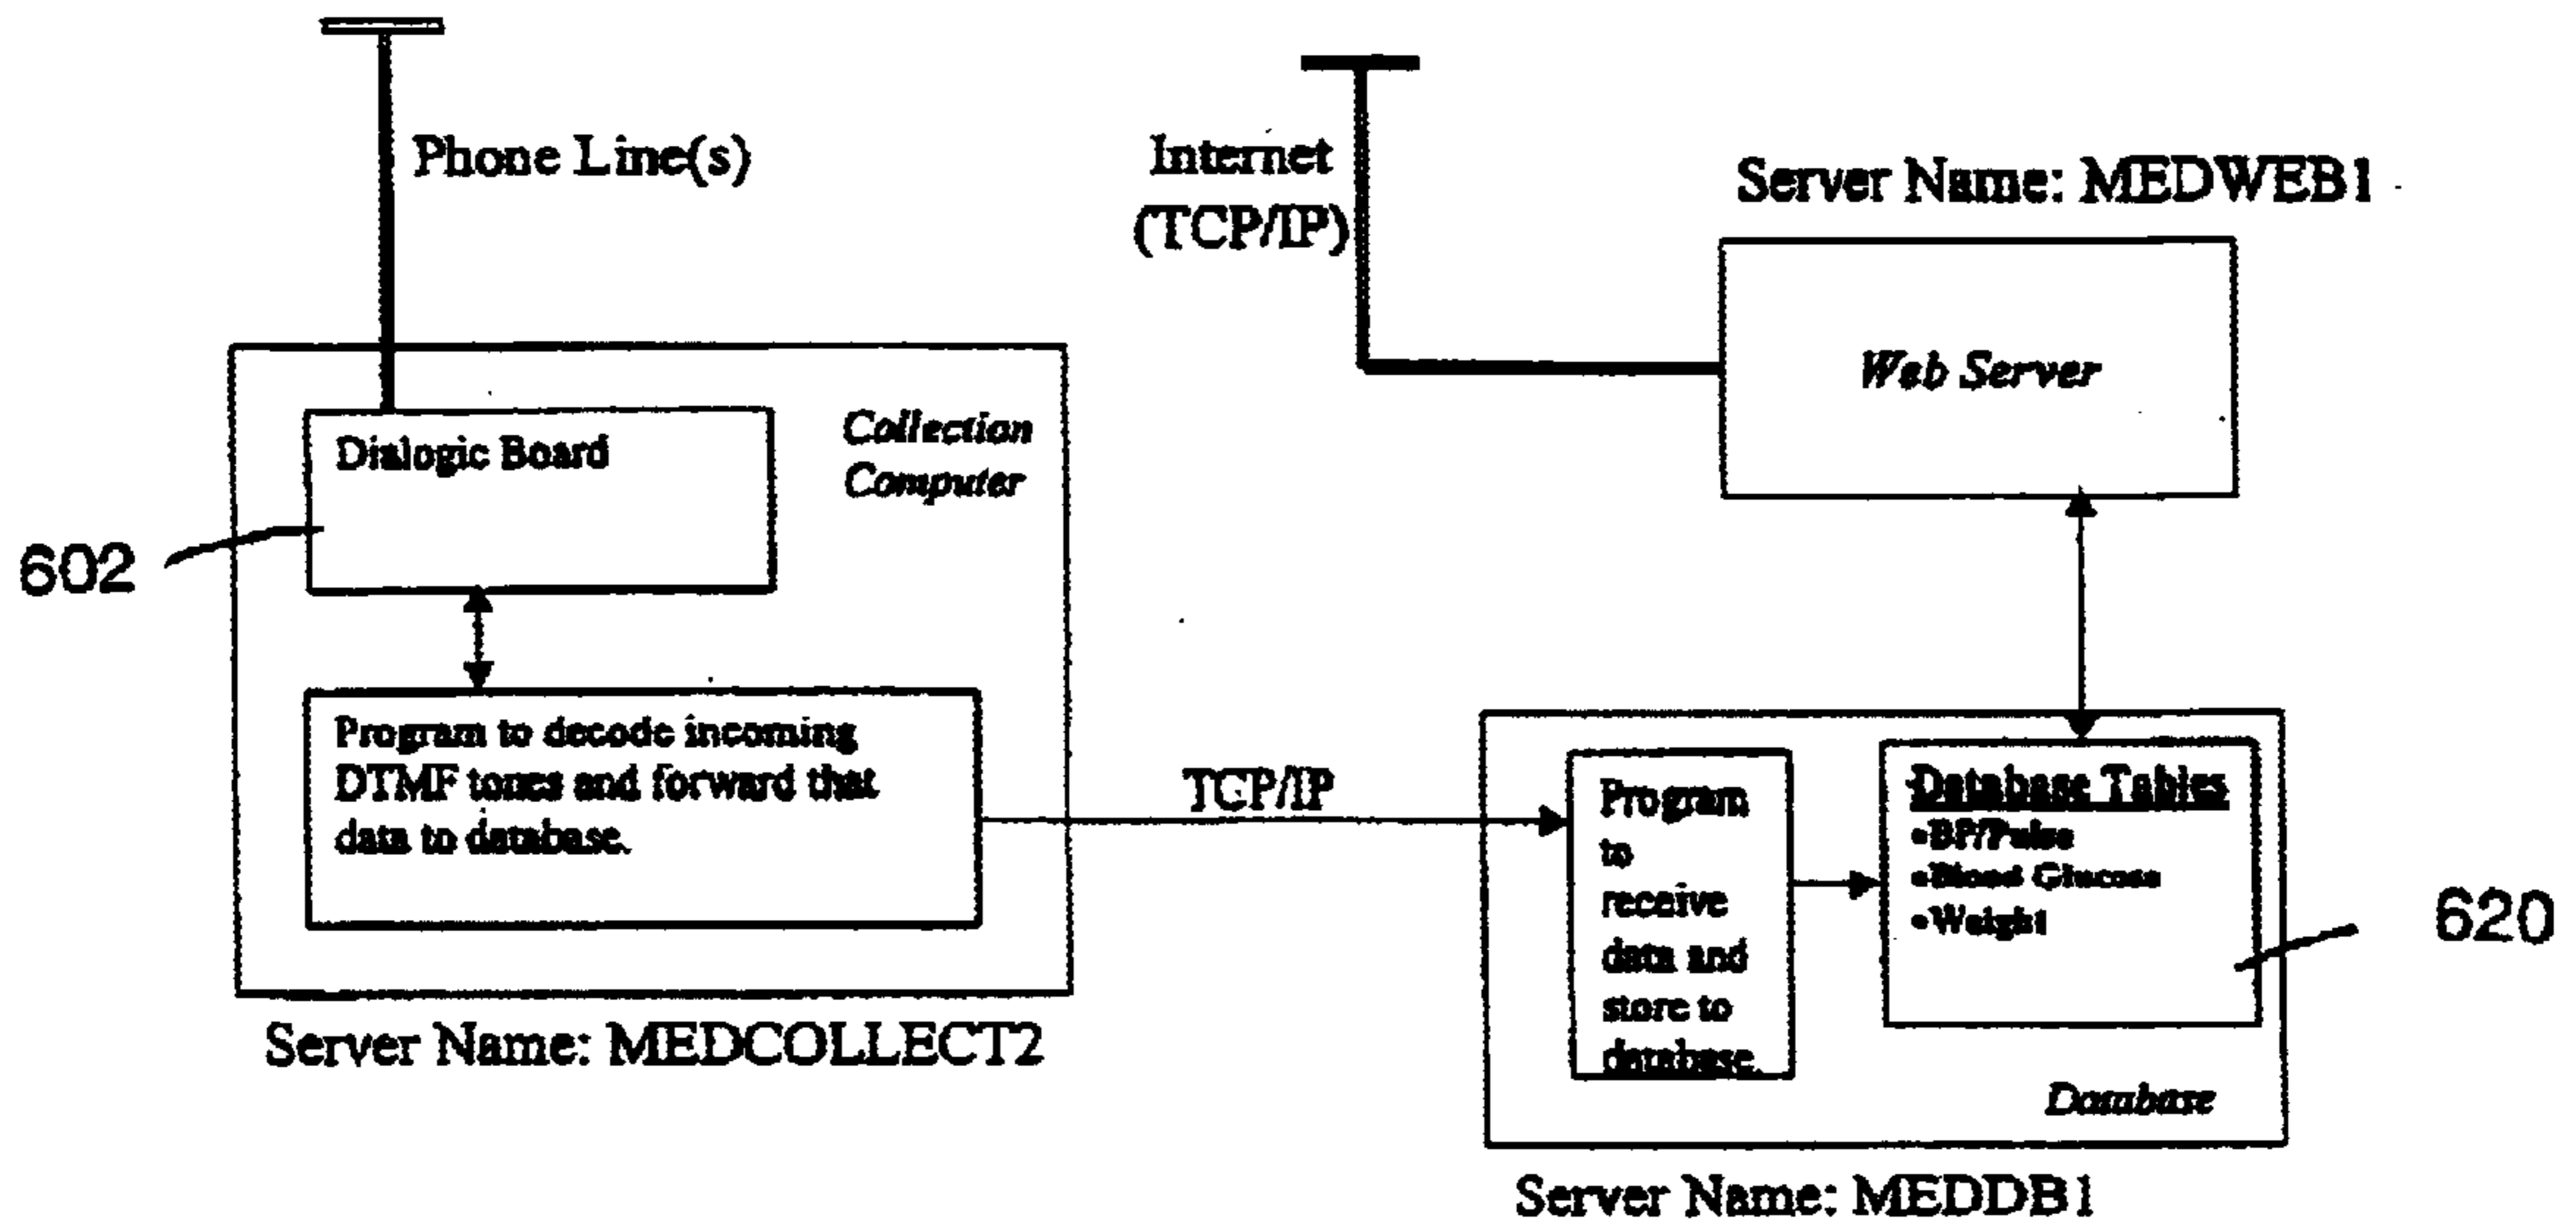 Phone Line(s)
Internet
(TCP/IP)
Server Name: MEDWEB1
Web Server
Dialogic Board
Collection
Computer
602
Program to decode incoming
DTMF tones and forward that
data to database.
TCP/IP
Program
to
receive
data and
store to
database.
Database Tables
•BP/Pulse
•Blood Glucose
•Weight
620
Database
Server Name: MEDCOLLECT2
Server Name: MEDDB1